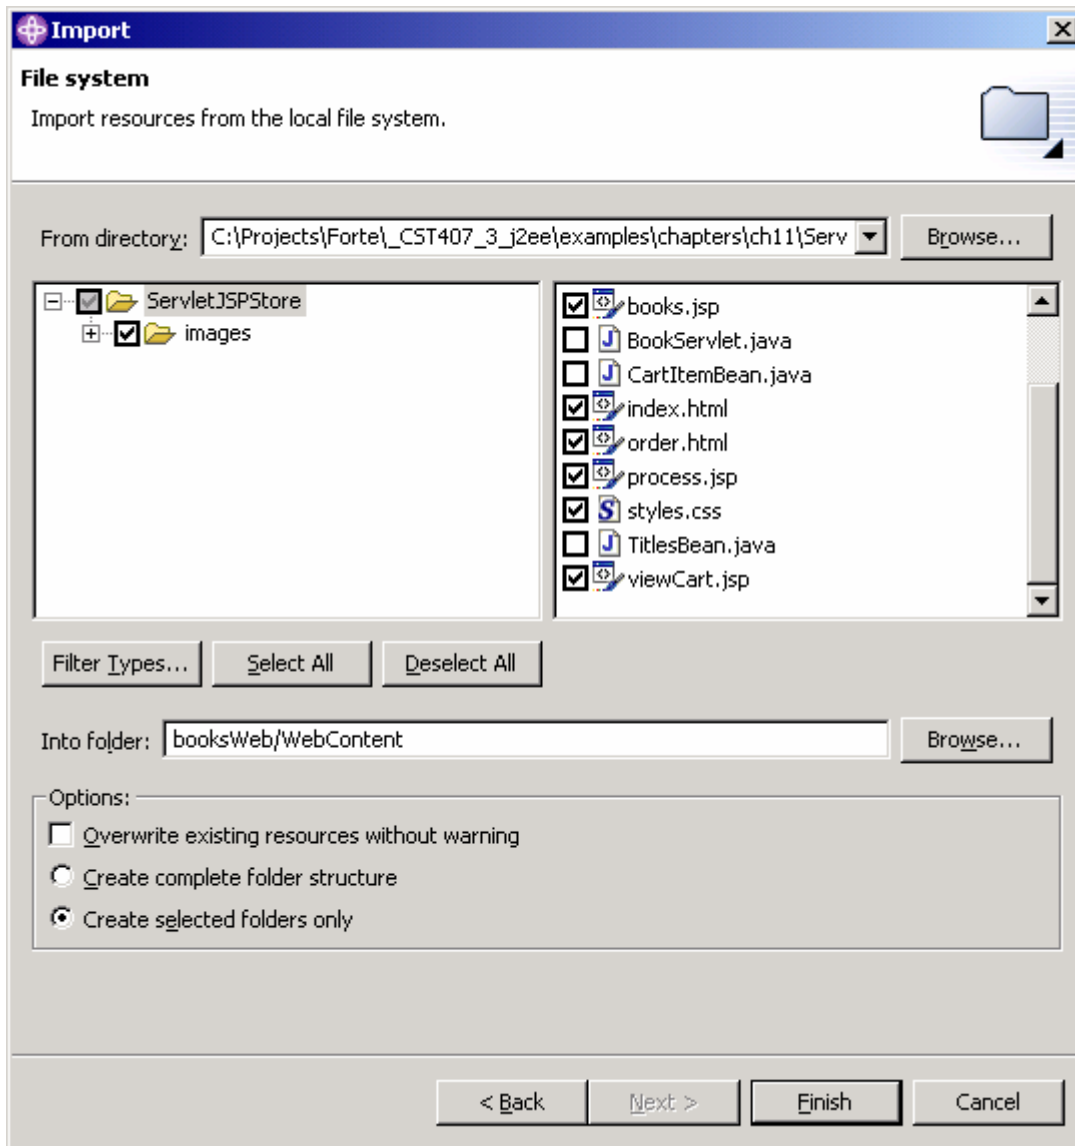 Import
File system
Import resources from the local file system.
From directory: C:\Projects\Forte\_CST407_3_j2ee\examples\chapters\ch11\Serv Browse...
ServletJSPStore
images
books.jsp
BookServlet.java
CartItemBean.java
index.html
order.html
process.jsp
styles.css
TitlesBean.java
viewCart.jsp
Filter Types... Select All Deselect All
Into folder: booksWeb/WebContent Browse...
Options:
Overwrite existing resources without warning
Create complete folder structure
Create selected folders only
< Back Next > Finish Cancel